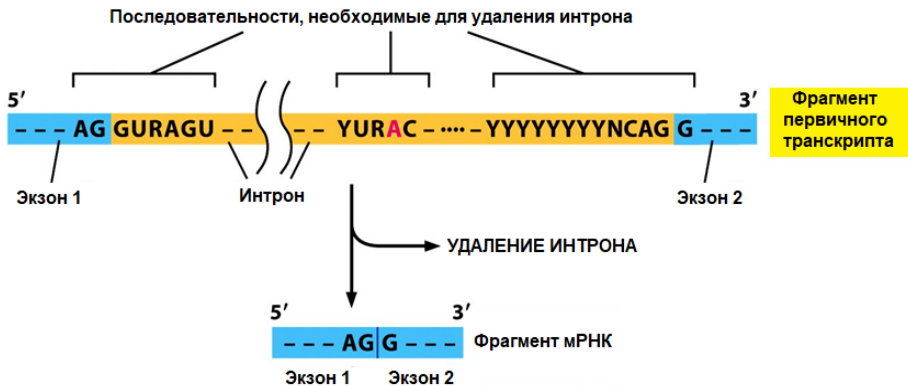 Последовательности, необходимые для удаления интрона
5′ 3′
– – – AG GURAGU – – – – YURAC – ···· – YYYYYYYYNCAG G – – –
Фрагмент
первичного
транскрипта
Экзон 1 Интрон Экзон 2
УДАЛЕНИЕ ИНТРОНА
5′ 3′
– – – AG G – – –
Фрагмент мРНК
Экзон 1 Экзон 2